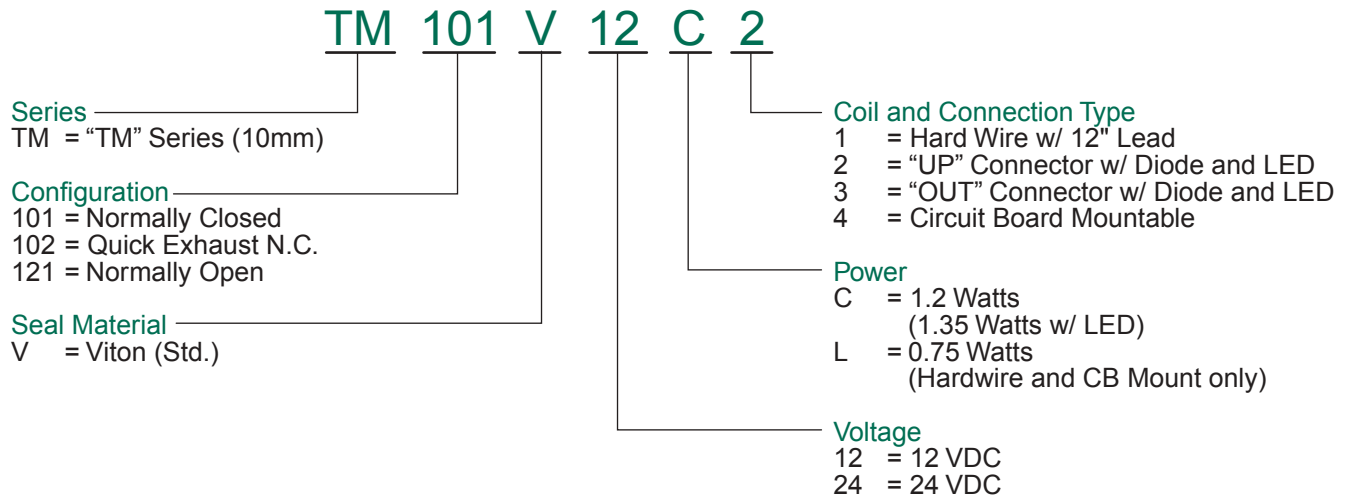 TM 101 V 12 C 2
Series
TM = “TM” Series (10mm)
Configuration
101 = Normally Closed
102 = Quick Exhaust N.C.
121 = Normally Open
Seal Material
V = Viton (Std.)
Coil and Connection Type
1 = Hard Wire w/ 12" Lead
2 = “UP” Connector w/ Diode and LED
3 = “OUT” Connector w/ Diode and LED
4 = Circuit Board Mountable
Power
C = 1.2 Watts
(1.35 Watts w/ LED)
L = 0.75 Watts
(Hardwire and CB Mount only)
Voltage
12 = 12 VDC
24 = 24 VDC